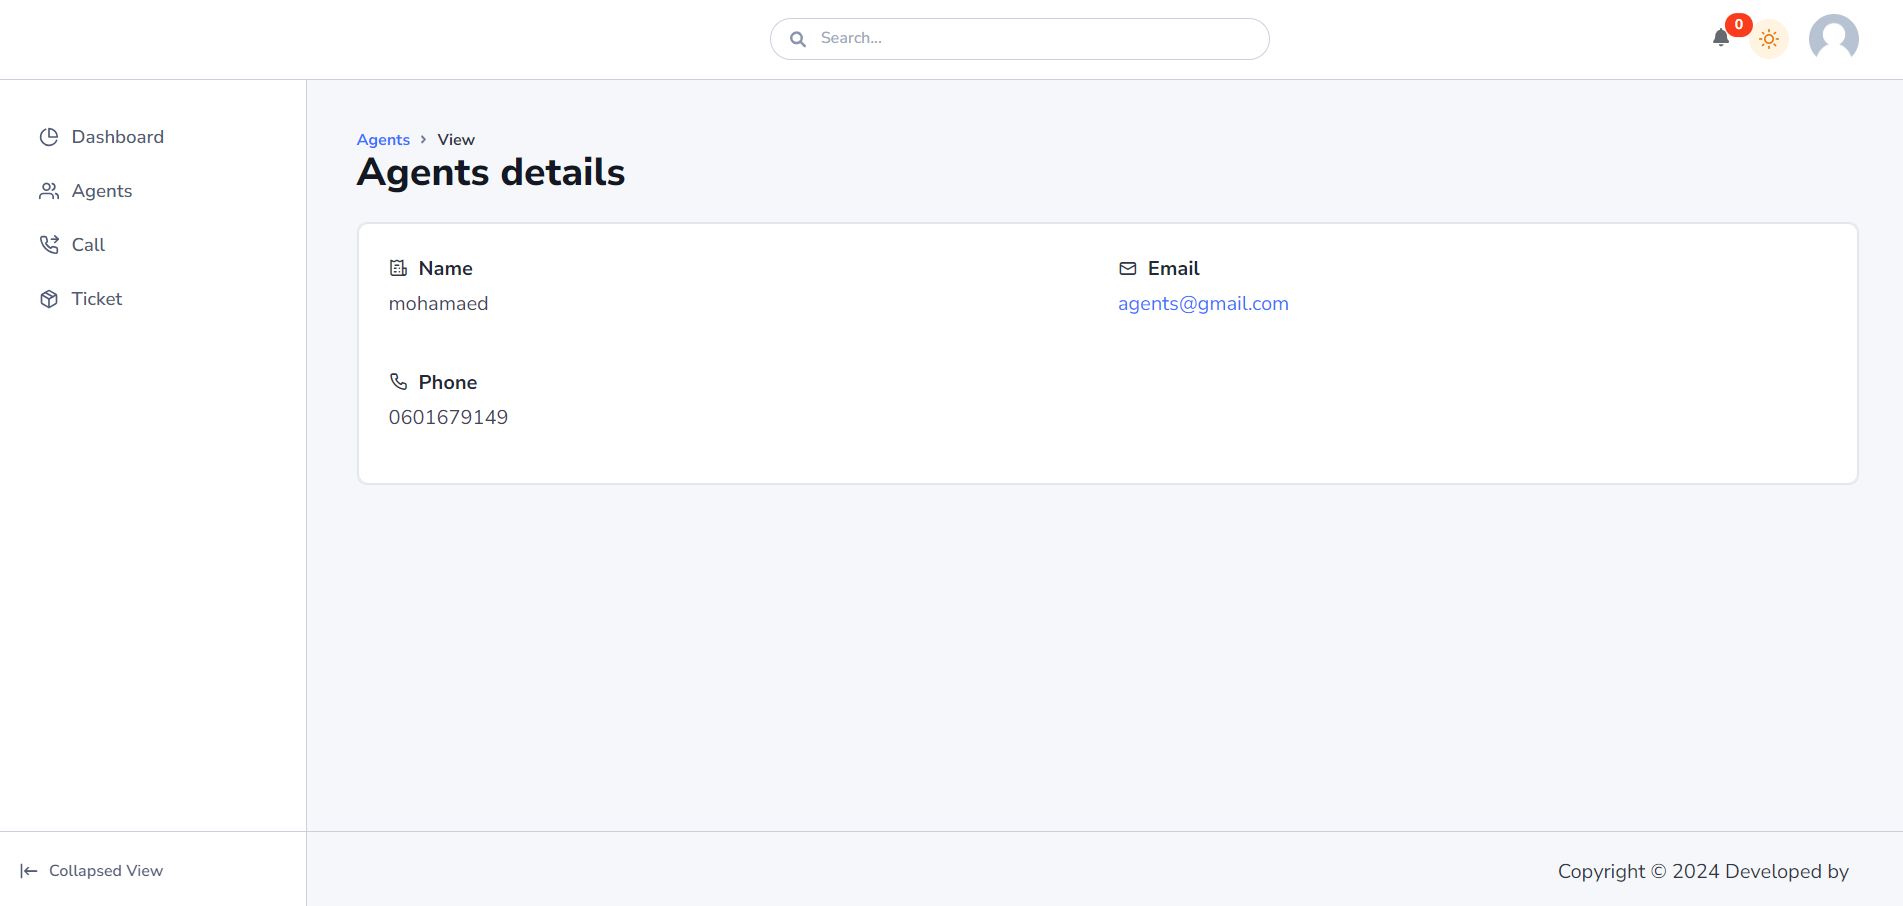 Search...
0
Dashboard
Agents
Call
Ticket
Agents > View
Agents details
Name
mohamaed
Email
agents@gmail.com
Phone
0601679149
Collapsed View
Copyright © 2024 Developed by